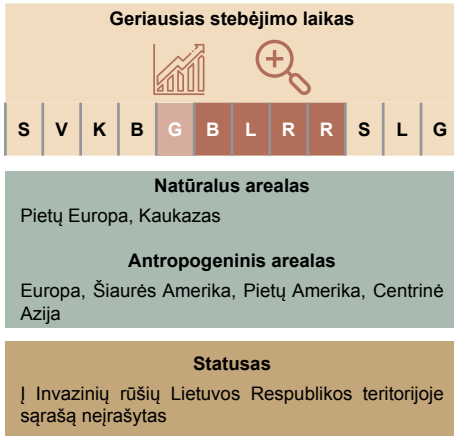 Geriausias stebėjimo laikas
S V K B G B L R R S L G
Natūralus arealas
Pietų Europa, Kaukazas
Antropogeninis arealas
Europa, Šiaurės Amerika, Pietų Amerika, Centrinė
Azija
Statusas
Į Invazinių rūšių Lietuvos Respublikos teritorijoje
sąrašą neįrašytas